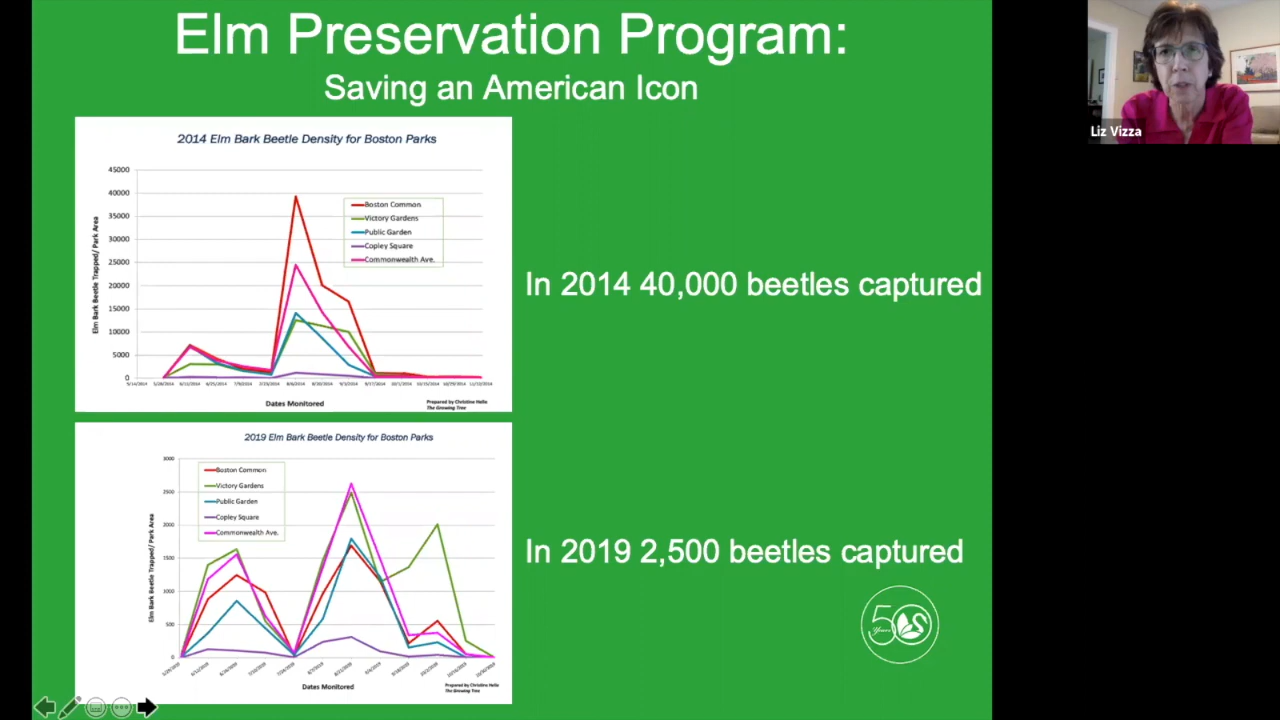 Elm Preservation Program:
Saving an American Icon
2014 Elm Bark Beetle Density for Boston Parks
45000
40000
35000
30000
25000
20000
15000
10000
5000
0
Elm Bark Beetle Trapped/ Park Area
Boston Common
Victory Gardens
Public Garden
Copley Square
Commonwealth Ave.
Dates Monitored
Prepared by Christine Helie
The Growing Tree
In 2014 40,000 beetles captured
2019 Elm Bark Beetle Density for Boston Parks
3000
2500
2000
1500
1000
500
0
Elm Bark Beetle Trapped/ Park Area
Boston Common
Victory Gardens
Public Garden
Copley Square
Commonwealth Ave.
Dates Monitored
Prepared by Christine Helie
The Growing Tree
In 2019 2,500 beetles captured
50
Years
Liz Vizza